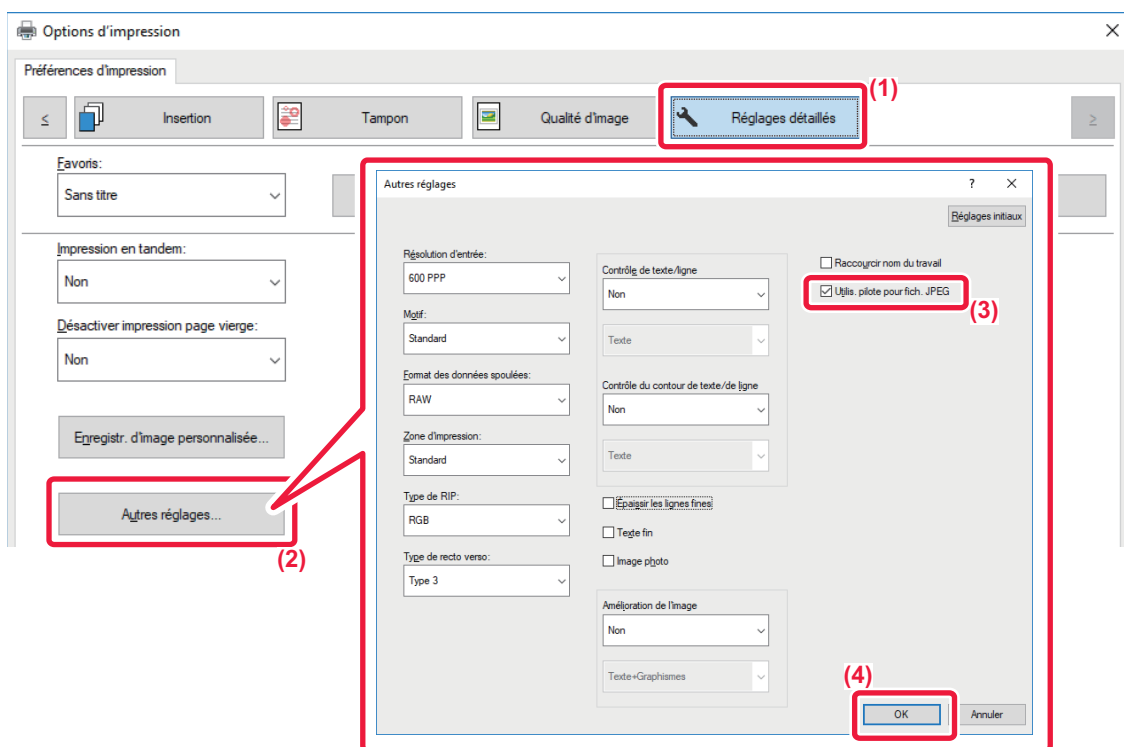 Options d'impression
Préférences d'impression
(1)
<
Insertion
Tampon
Qualité d'image
Réglages détaillés
>
Favoris:
Sans titre
Impression en tandem:
Non
Désactiver impression page vierge:
Non
Enregistr. d'image personnalisée...
Autres réglages...
(2)
Autres réglages
?
Réglages initiaux
Résolution d'entrée:
600 PPP
Motif:
Standard
Format des données spoulées:
RAW
Zone d'impression:
Standard
Type de RIP:
RGB
Type de recto verso:
Type 3
Contrôle de texte/ligne
Non
Texte
Contrôle du contour de texte/de ligne
Non
Texte
Épaissir les lignes fines
Texte fin
Image photo
Amélioration de l'image
Non
Texte+Graphismes
Raccourcir nom du travail
Utilis. pilote pour fich. JPEG
(3)
(4)
OK
Annuler